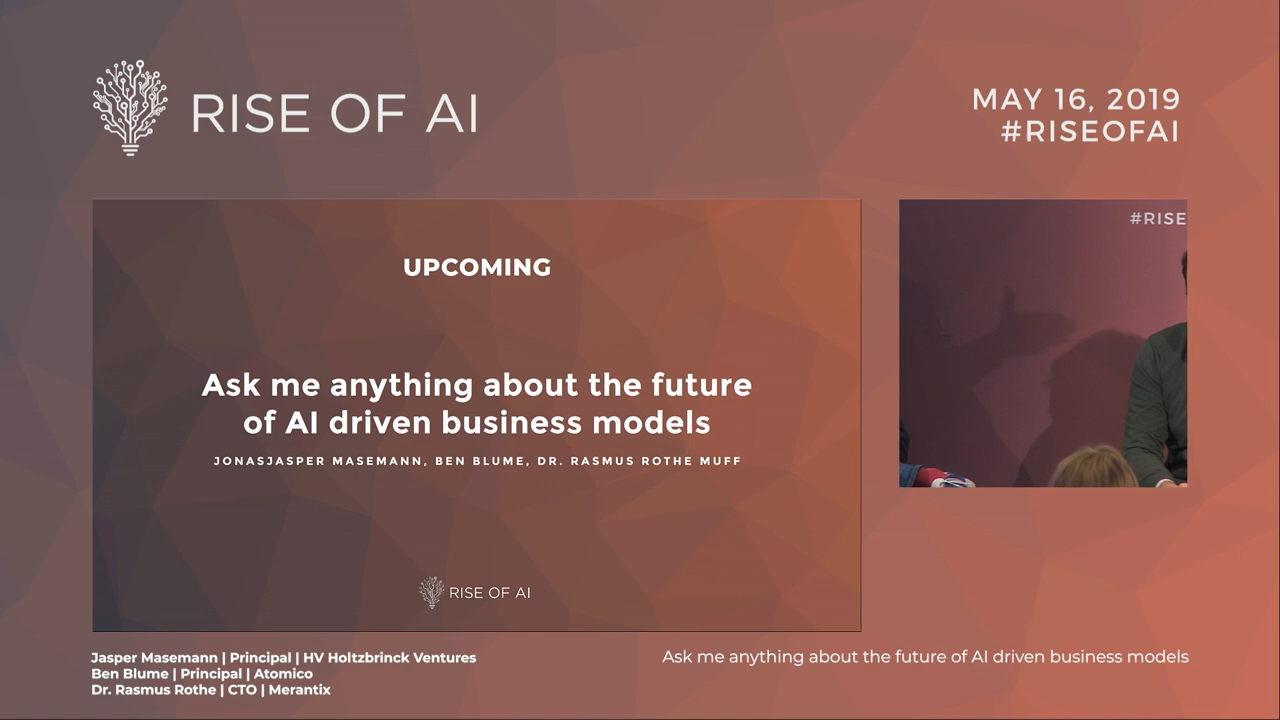 RISE OF AI
MAY 16, 2019
#RISEOFAI
UPCOMING
Ask me anything about the future
of AI driven business models
JONASJASPER MASEMANN, BEN BLUME, DR. RASMUS ROTHE MUFF
RISE OF AI
#RISE
Jasper Masemann | Principal | HV Holtzbrinck Ventures
Ben Blume | Principal | Atomico
Dr. Rasmus Rothe | CTO | Merantix
Ask me anything about the future of AI driven business models